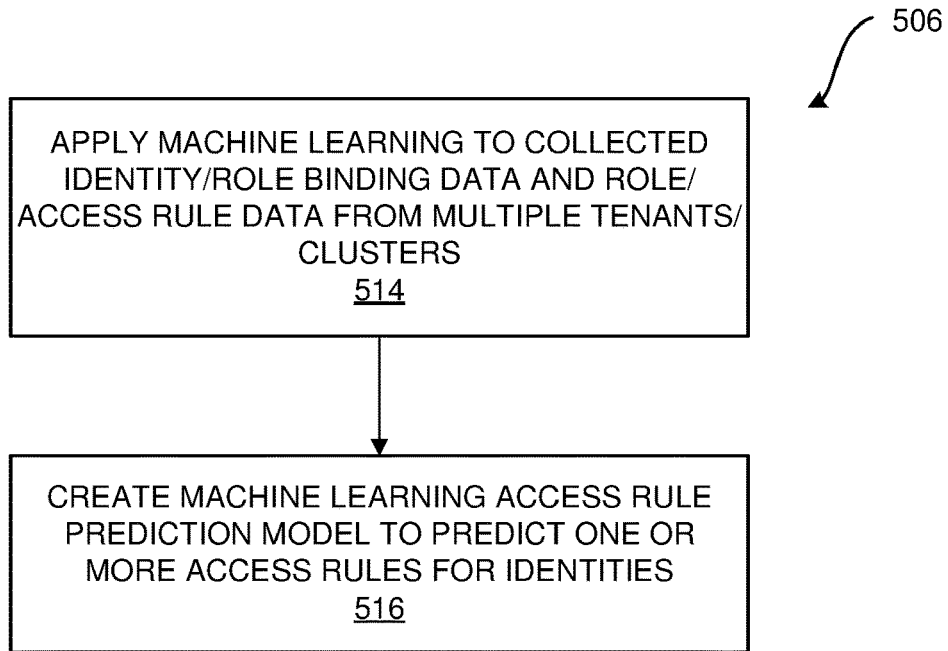 506
APPLY MACHINE LEARNING TO COLLECTED
IDENTITY/ROLE BINDING DATA AND ROLE/
ACCESS RULE DATA FROM MULTIPLE TENANTS/
CLUSTERS
514
CREATE MACHINE LEARNING ACCESS RULE
PREDICTION MODEL TO PREDICT ONE OR
MORE ACCESS RULES FOR IDENTITIES
516